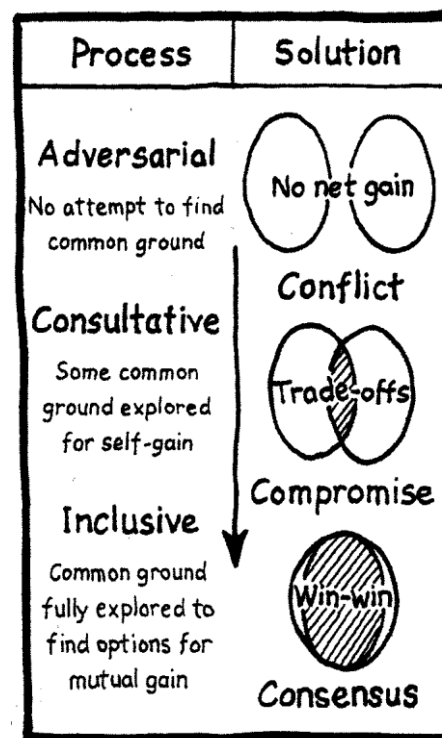 Process
Solution
Adversarial
No attempt to find
common ground
No net gain
Conflict
Consultative
Some common
ground explored
for self-gain
Trade-offs
Compromise
Inclusive
Common ground
fully explored to
find options for
mutual gain
Win-win
Consensus